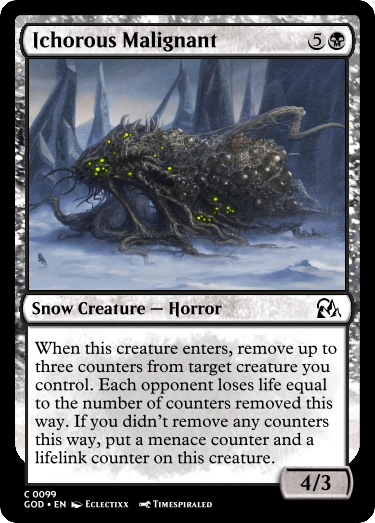 Ichorous Malignant 5
Snow Creature — Horror
When this creature enters, remove up to
three counters from target creature you
control. Each opponent loses life equal
to the number of counters removed this
way. If you didn't remove any counters
this way, put a menace counter and a
lifelink counter on this creature.
4/3
C 0099
GOD • EN Eclectixx Timespiraled